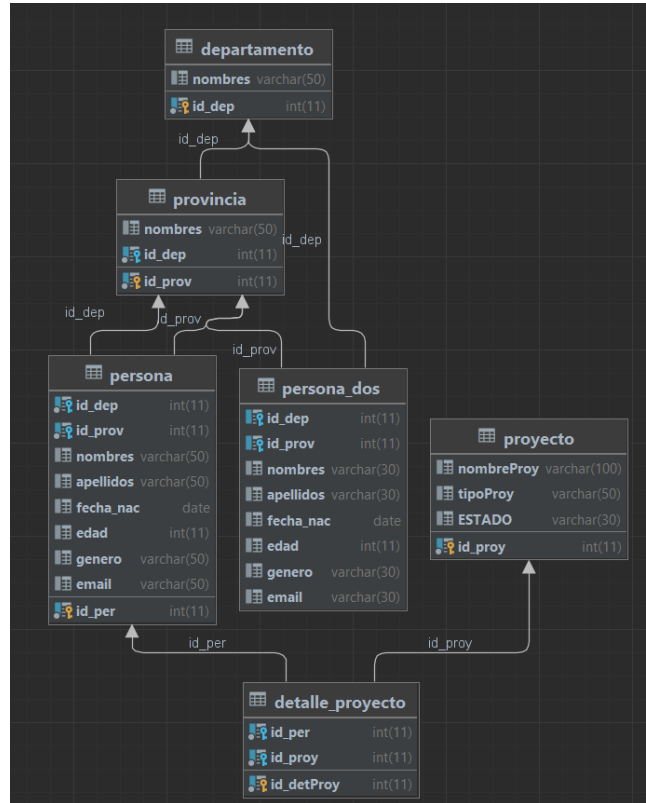 departamento
nombres varchar(50)
id_dep int(11)
id_dep
provincia
nombres varchar(50)
id_dep int(11)
id_prov int(11)
id_dep
id_dep
d_prov
id_prov
persona
id_dep int(11)
id_prov int(11)
nombres varchar(50)
apellidos varchar(50)
fecha_nac date
edad int(11)
genero varchar(50)
email varchar(50)
id_per int(11)
persona_dos
id_dep int(11)
id_prov int(11)
nombres varchar(30)
apellidos varchar(30)
fecha_nac date
edad int(11)
genero varchar(30)
email varchar(30)
proyecto
nombreProy varchar(100)
tipoProy varchar(50)
ESTADO varchar(30)
id_proy int(11)
id_per
id_proy
detalle_proyecto
id_per int(11)
id_proy int(11)
id_detProy int(11)